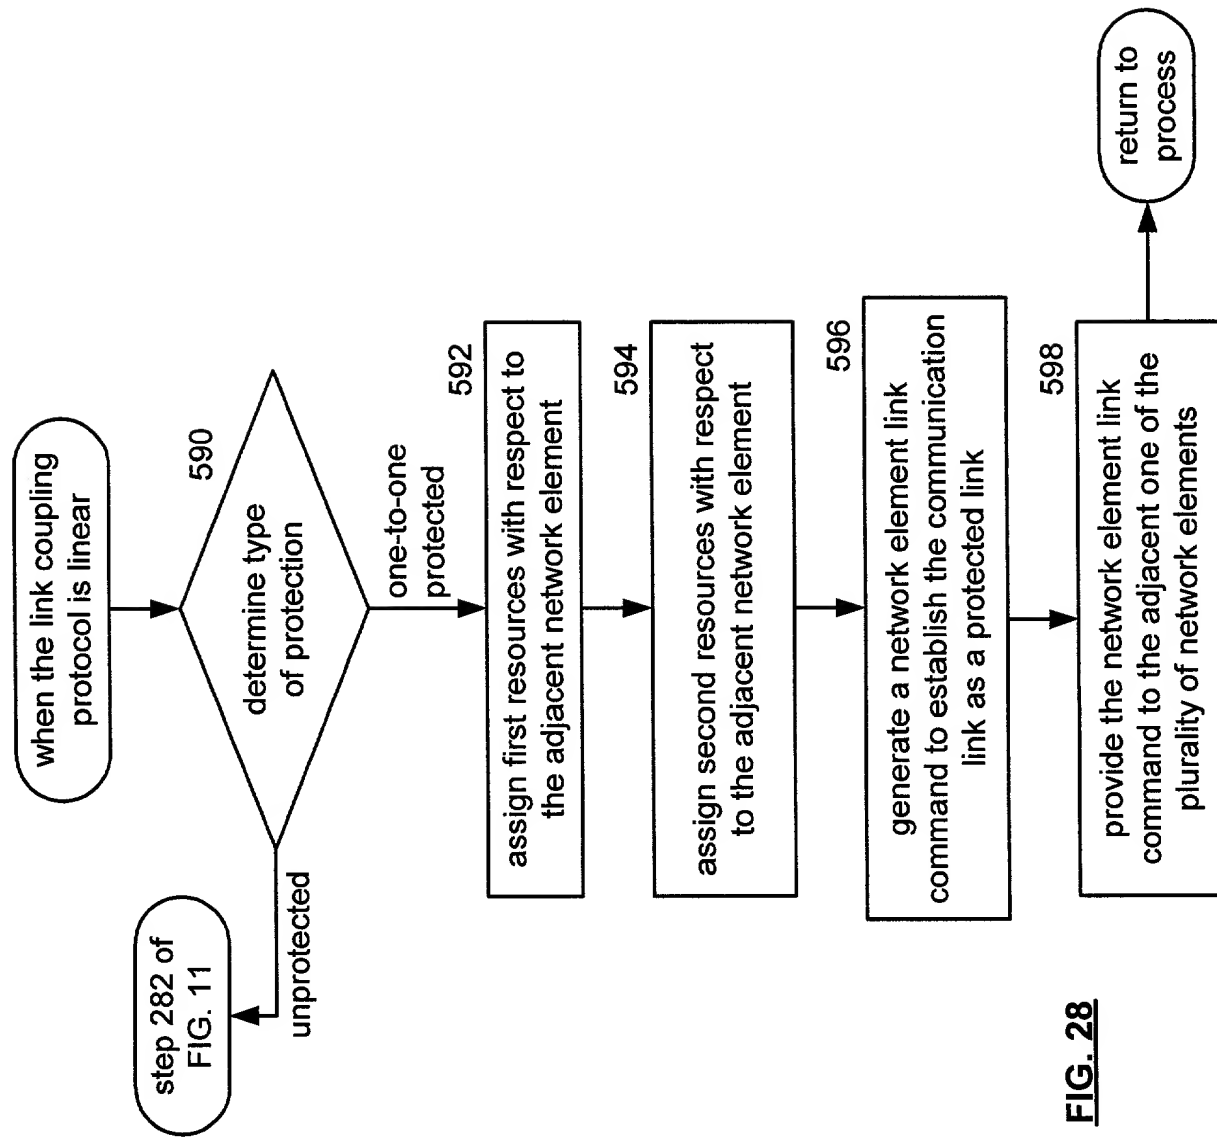 when the link coupling
protocol is linear
590
determine type
of protection
unprotected
step 282 of
FIG. 11
one-to-one
protected
592
assign first resources with respect to
the adjacent network element
594
assign second resources with respect
to the adjacent network element
596
generate a network element link
command to establish the communication
link as a protected link
598
provide the network element link
command to the adjacent one of the
plurality of network elements
return to
process
FIG. 28